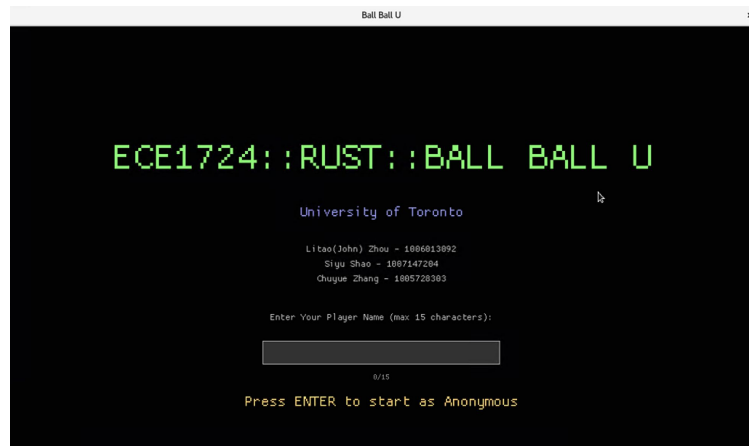 Ball Ball U
ECE1724::RUST::BALL BALL U
University of Toronto
Litao(John) Zhou - 1006013092
Siyu Shao - 1007147204
Chuyue Zhang - 1005728303
Enter Your Player Name (max 15 characters):
0/15
Press ENTER to start as Anonymous